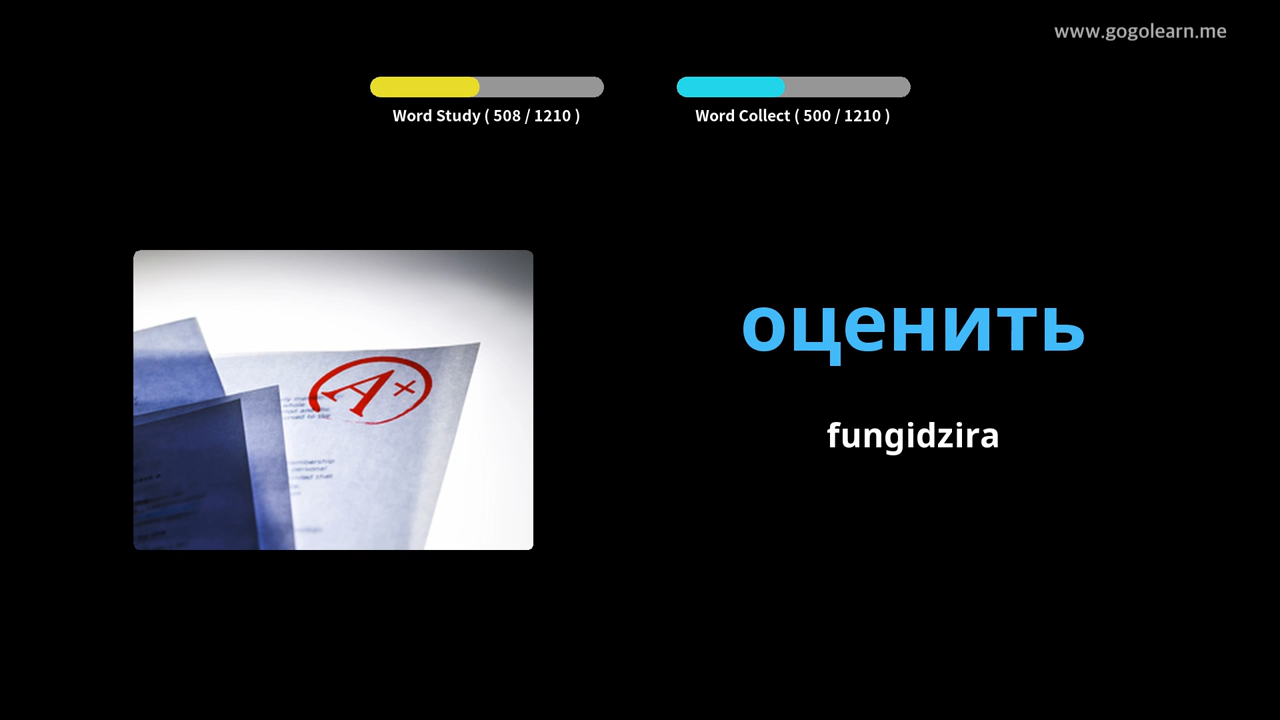 www.gogolearn.me
Word Study ( 508 / 1210 )
Word Collect ( 500 / 1210 )
A+
оценить
fungidzira